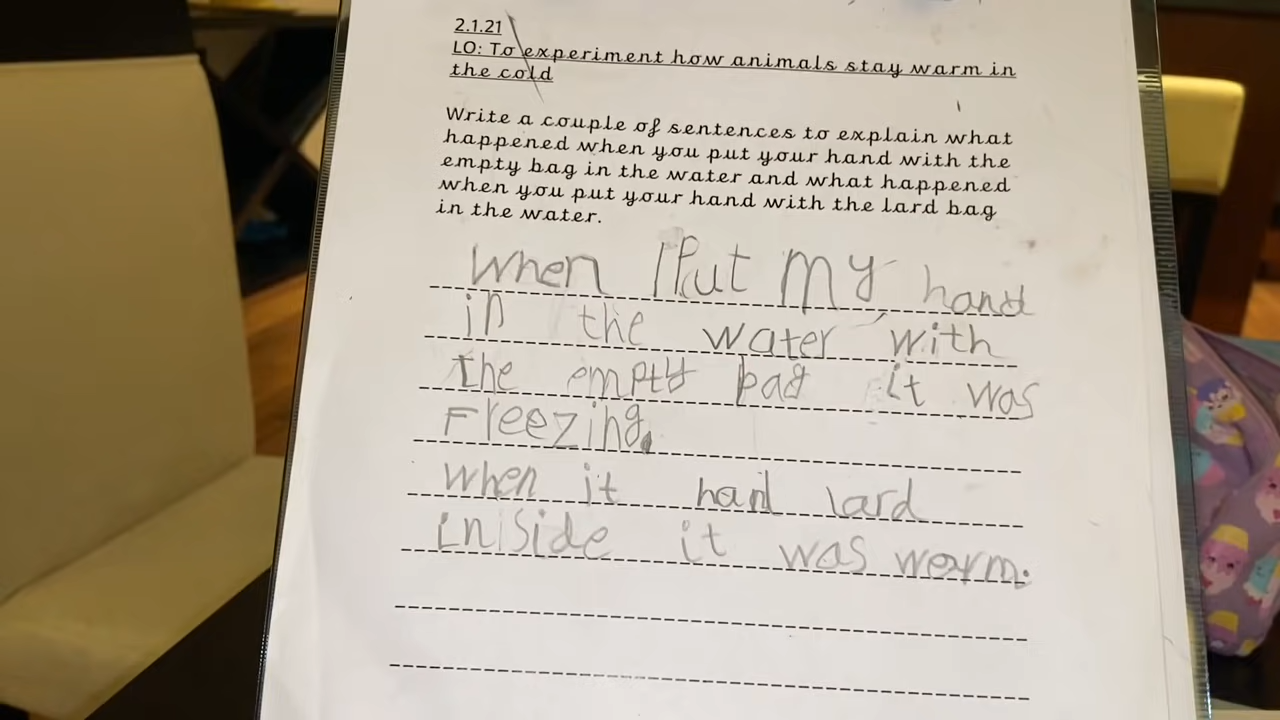 2.1.21
LO: To experiment how animals stay warm in
the cold
Write a couple of sentences to explain what
happened when you put your hand with the
empty bag in the water and what happened
when you put your hand with the lard bag
in the water.
when I Put my hand
in the water with
the empty bag it was
Freezing.
when it had lard
inside it was worm.